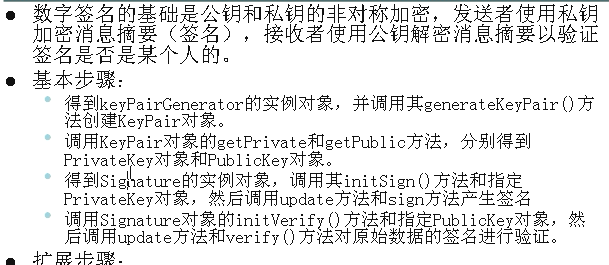 数字签名的基础是公钥和私钥的非对称加密，发送者使用私钥
加密消息摘要（签名），接收者使用公钥解密消息摘要以验证
签名是否是某个人的。
基本步骤：
得到keyPairGenerator的实例对象，并调用其generateKeyPair()方
法创建KeyPair对象。
调用KeyPair对象的getPrivate和getPublic方法，分别得到
PrivateKey对象和PublicKey对象。
得到Signature的实例对象，调用其initSign()方法和指定
PrivateKey对象，然后调用update方法和sign方法产生签名
调用Signature对象的initVerify()方法和指定PublicKey对象，然
后调用update方法和verify()方法对原始数据的签名进行验证。
扩展步骤：